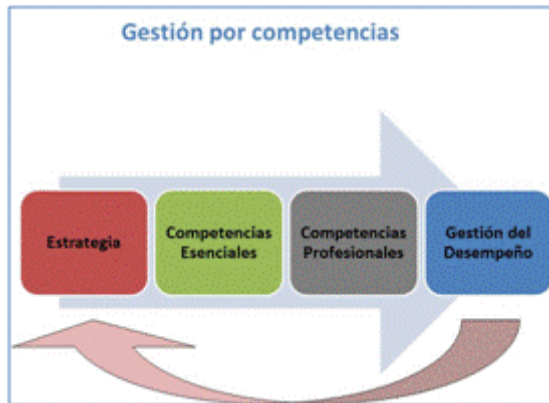 Gestión por competencias
Estrategia
Competencias
Esenciales
Competencias
Profesionales
Gestión del
Desempeño